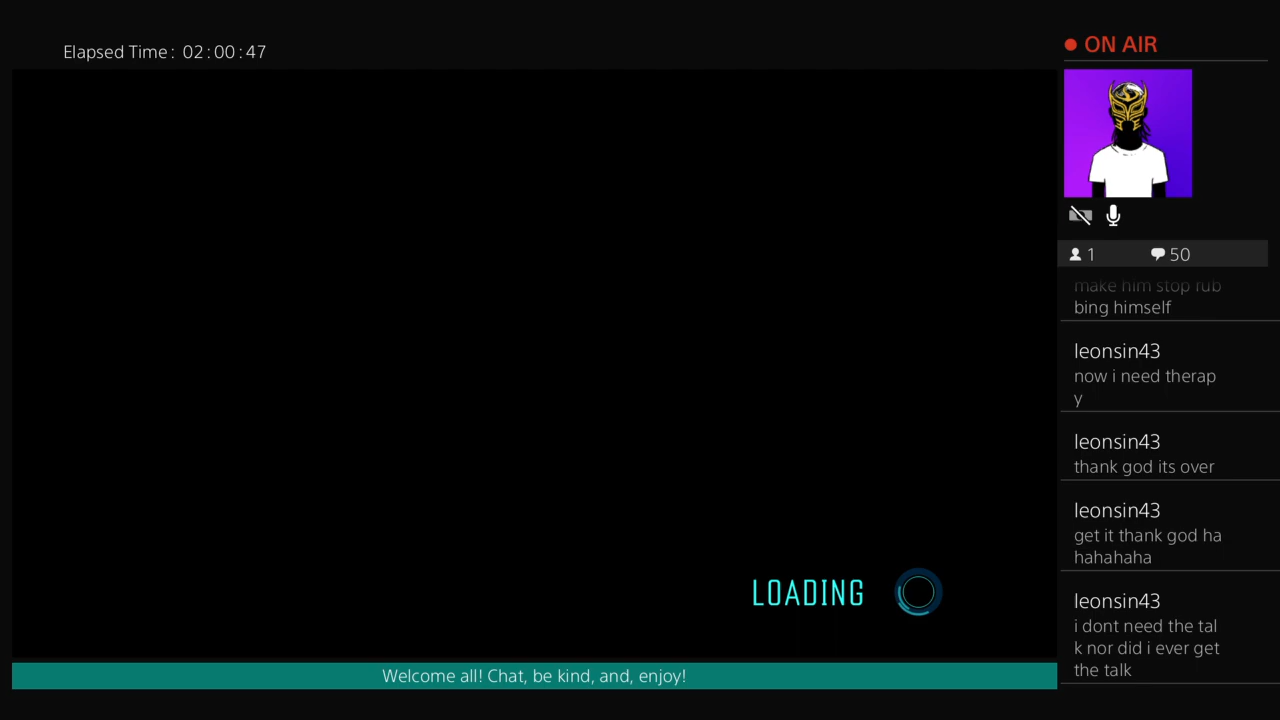 Elapsed Time: 02:00:47
ON AIR
1 50
make him stop rub
bing himself
leonsin43
now i need therap
y
leonsin43
thank god its over
leonsin43
get it thank god ha
hahahaha
LOADING
leonsin43
i dont need the tal
k nor did i ever get
the talk
Welcome all! Chat, be kind, and, enjoy!